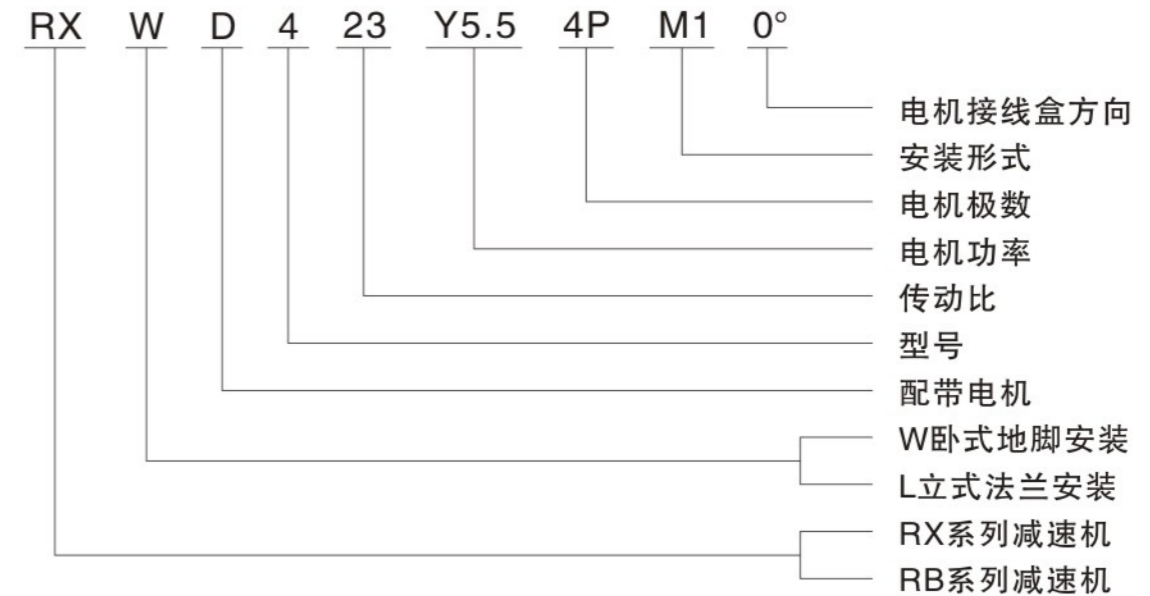 RX W D 4 23 Y5.5 4P M1 0°
电机接线盒方向
安装形式
电机极数
电机功率
传动比
型号
配带电机
W卧式地脚安装
L立式法兰安装
RX系列减速机
RB系列减速机